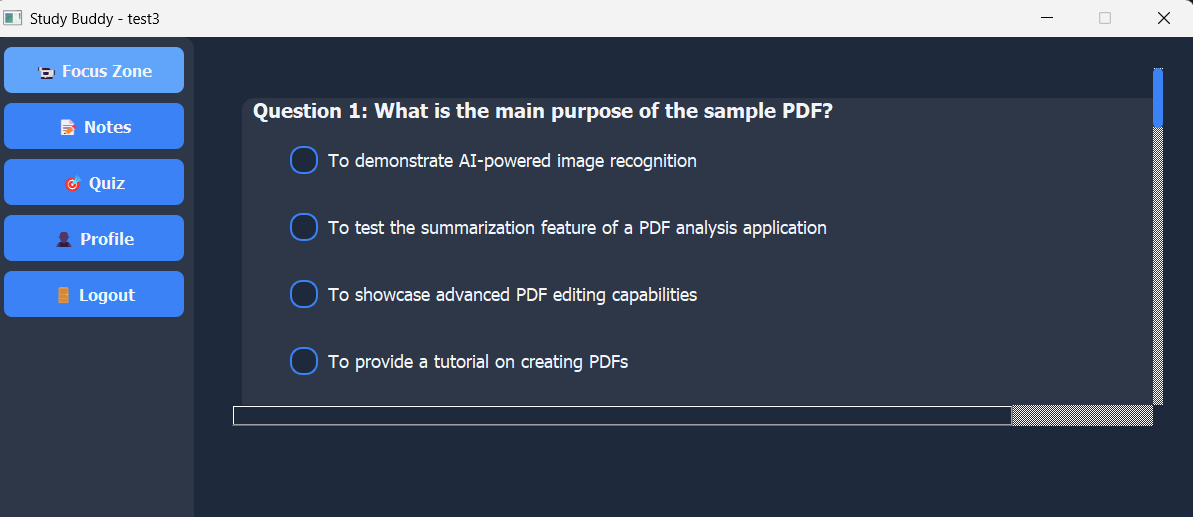 Study Buddy - test3
Focus Zone
Notes
Quiz
Profile
Logout
Question 1: What is the main purpose of the sample PDF?
To demonstrate AI-powered image recognition
To test the summarization feature of a PDF analysis application
To showcase advanced PDF editing capabilities
To provide a tutorial on creating PDFs